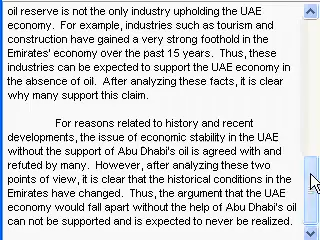 oil reserve is not the only industry upholding the UAE
economy.  For example, industries such as tourism and
construction have gained a very strong foothold in the
Emirates' economy over the past 15 years.  Thus, these
industries can be expected to support the UAE economy in
the absence of oil.  After analyzing these facts, it is clear
why many support this claim.
For reasons related to history and recent
developments, the issue of economic stability in the UAE
without the support of Abu Dhabi's oil is agreed with and
refuted by many.  However, after analyzing these two
points of view, it is clear that the historical conditions in the
Emirates have changed.  Thus, the argument that the UAE
economy would fall apart without the help of Abu Dhabi's oil
can not be supported and is expected to never be realized.